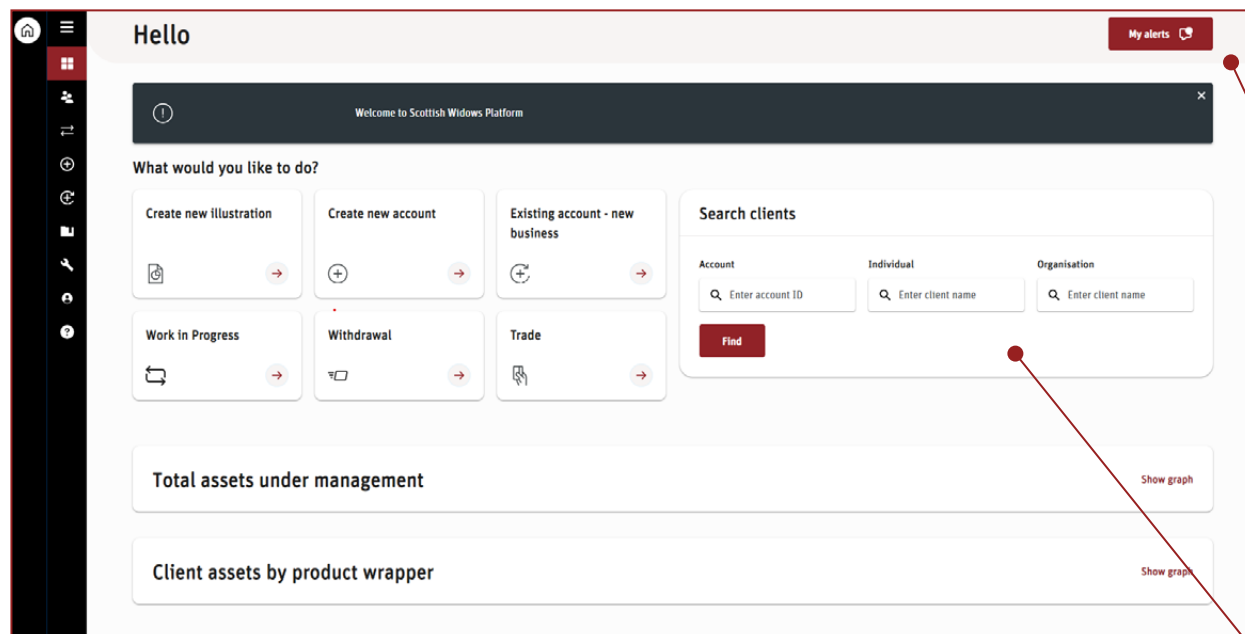 Hello
My alerts
Welcome to Scottish Widows Platform
What would you like to do?
Create new illustration
Create new account
Existing account - new
business
Search clients
Account
Individual
Organisation
Enter account ID
Enter client name
Enter client name
Find
Work in Progress
Withdrawal
Trade
Total assets under management
Show graph
Client assets by product wrapper
Show graph